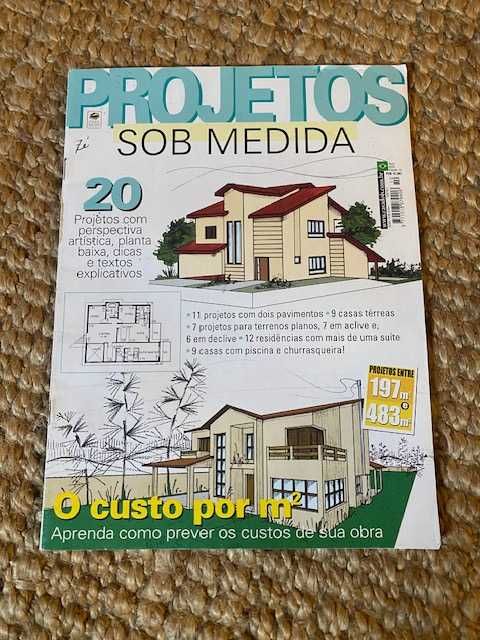 PROJETOS
SOB MEDIDA
Zé
20
Projetos com
perspectiva
artística, planta
baixa, dicas
e textos
explicativos
• 11 projetos com dois pavimentos • 9 casas térreas
• 7 projetos para terrenos planos, 7 em aclive e,
6 em declive • 12 residências com mais de uma suíte
• 9 casas com piscina e churrasqueira!
PROJETOS ENTRE
197m²
e
483m²
O custo por m²
Aprenda como prever os custos de sua obra